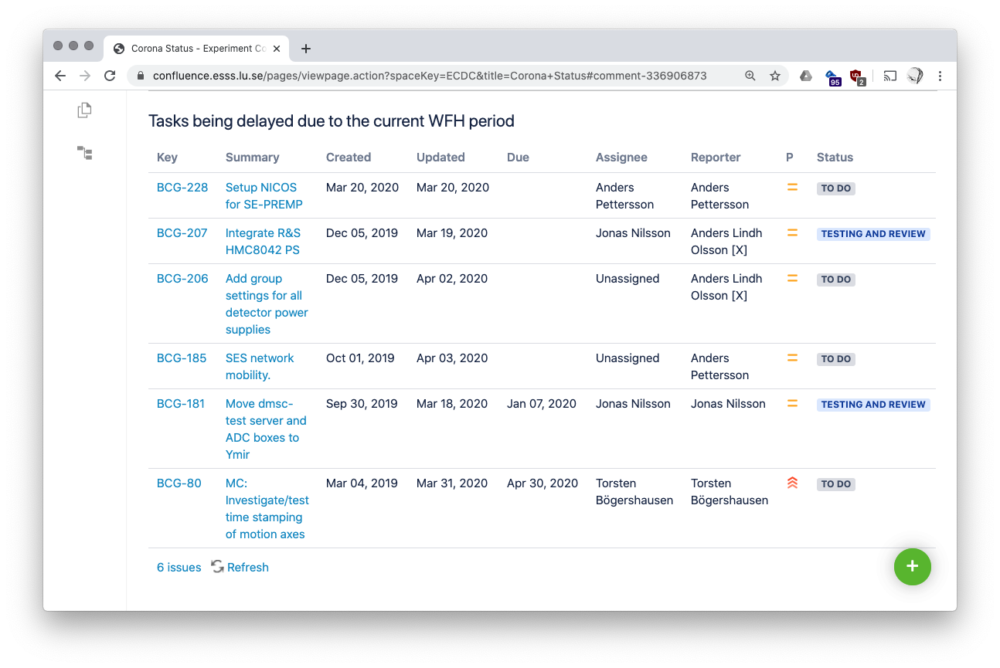 Corona Status - Experiment Co
confluence.esss.lu.se/pages/viewpage.action?spaceKey=ECDC&title=Corona+Status#comment-336906873
95
2
Tasks being delayed due to the current WFH period
Key Summary Created Updated Due Assignee Reporter P Status
BCG-228 Setup NICOS Mar 20, 2020 Mar 20, 2020 Anders Anders TO DO
for SE-PREMP Pettersson Pettersson
BCG-207 Integrate R&S Dec 05, 2019 Mar 19, 2020 Jonas Nilsson Anders Lindh TESTING AND REVIEW
HMC8042 PS Olsson [X]
BCG-206 Add group Dec 05, 2019 Apr 02, 2020 Unassigned Anders Lindh TO DO
settings for all Olsson [X]
detector power
supplies
BCG-185 SES network Oct 01, 2019 Apr 03, 2020 Unassigned Anders TO DO
mobility. Pettersson
BCG-181 Move dmsc- Sep 30, 2019 Mar 18, 2020 Jan 07, 2020 Jonas Nilsson Jonas Nilsson TESTING AND REVIEW
test server and
ADC boxes to
Ymir
BCG-80 MC: Mar 04, 2019 Mar 31, 2020 Apr 30, 2020 Torsten Torsten TO DO
Investigate/test Bögershausen Bögershausen
time stamping
of motion axes
6 issues Refresh